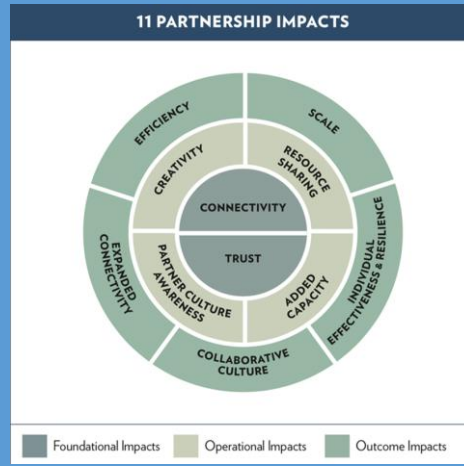 11 PARTNERSHIP IMPACTS
EFFICIENCY
SCALE
CREATIVITY
RESOURCE
SHARING
CONNECTIVITY
TRUST
EXPANDED
CONNECTIVITY
PARTNER CULTURE
AWARENESS
ADDED
CAPACITY
INDIVIDUAL
EFFECTIVENESS & RESILIENCE
COLLABORATIVE
CULTURE
Foundational Impacts
Operational Impacts
Outcome Impacts